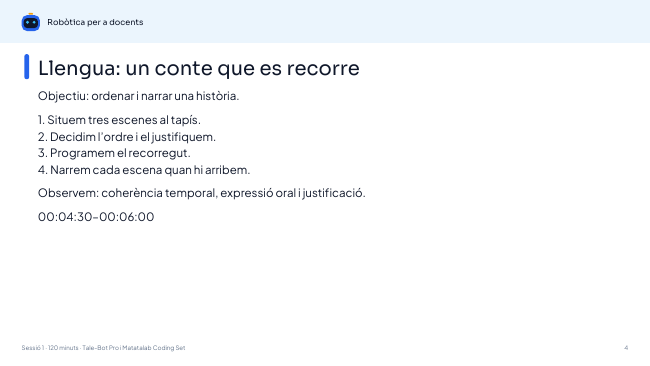 Robòtica per a docents
Llengua: un conte que es recorre
Objectiu: ordenar i narrar una història.
1. Situem tres escenes al tapís.
2. Decidim l'ordre i el justifiquem.
3. Programem el recorregut.
4. Narrem cada escena quan hi arribem.
Observem: coherència temporal, expressió oral i justificació.
00:04:30–00:06:00
Sessió 1 · 120 minuts · Tale-Bot Pro i Matatalab Coding Set
4